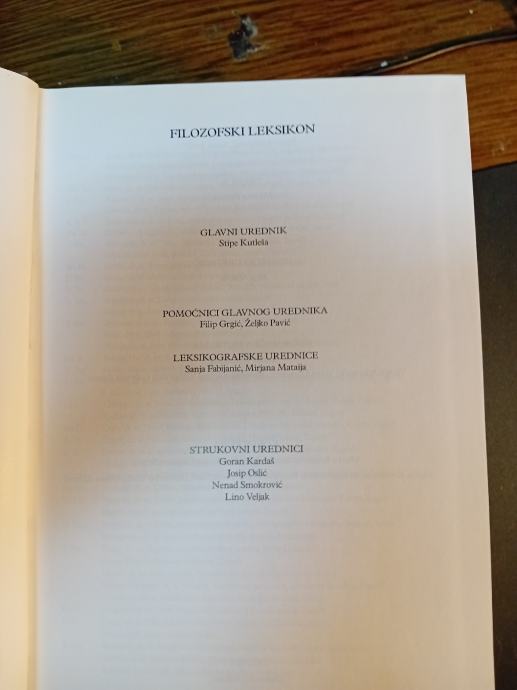 FILOZOFSKI LEKSIKON
GLAVNI UREDNIK
Stipe Kutleša
POMOĆNICI GLAVNOG UREDNIKA
Filip Grgić, Željko Pavić
LEKSIKOGRAFSKE UREDNICE
Sanja Fabijanić, Mirjana Mataija
STRUKOVNI UREDNICI
Goran Kardaš
Josip Oslić
Nenad Smokrović
Lino Veljak